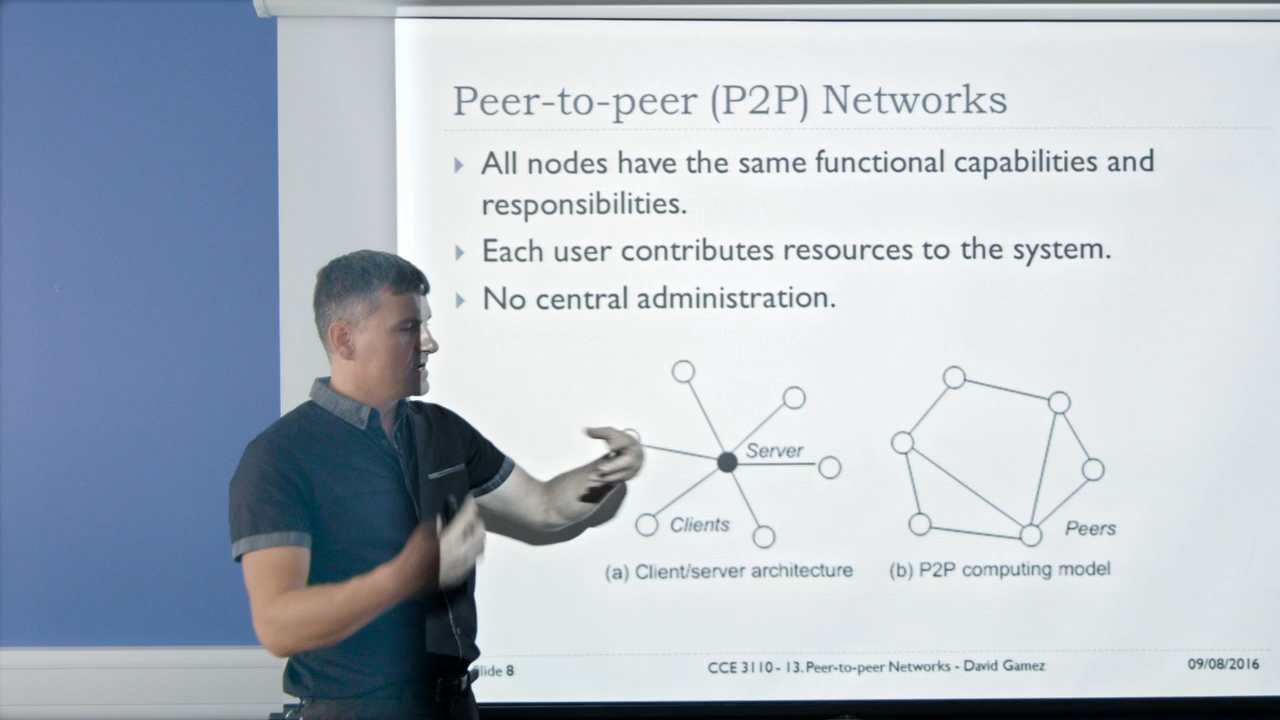 Peer-to-peer (P2P) Networks
All nodes have the same functional capabilities and
responsibilities.
Each user contributes resources to the system.
No central administration.
Server
Clients
Peers
(a) Client/server architecture
(b) P2P computing model
Slide 8
CCE 3110 - 13. Peer-to-peer Networks - David Gamez
09/08/2016